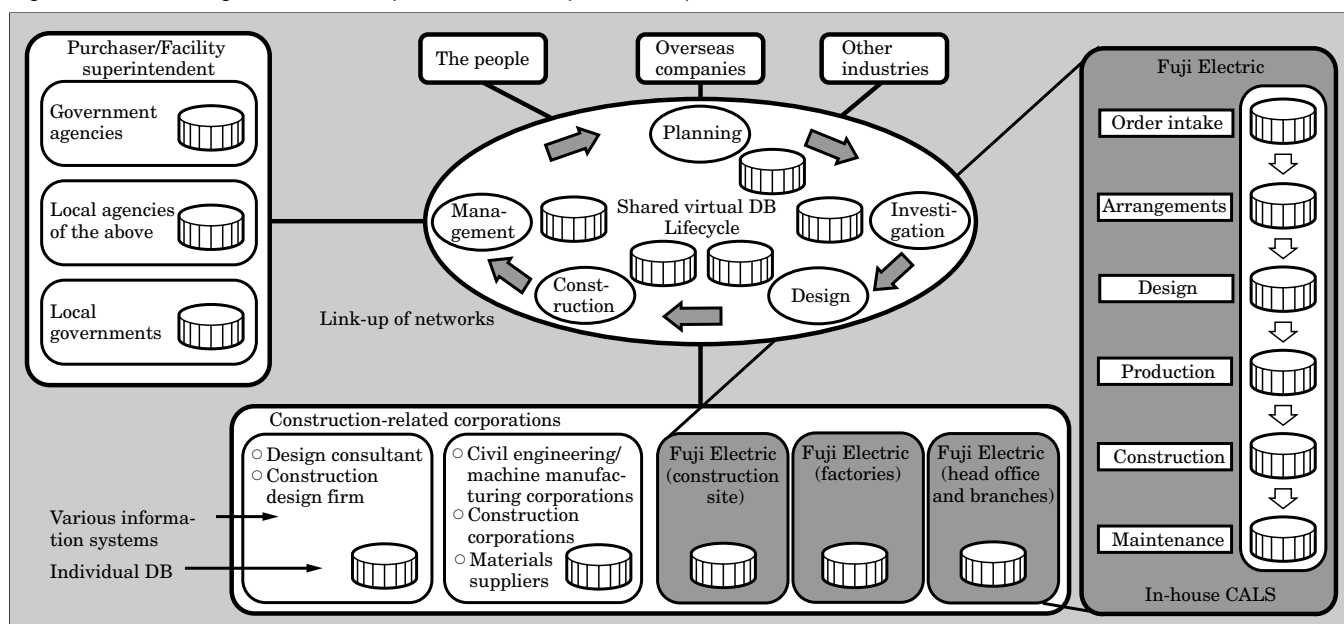 Purchaser/Facility
superintendent
Government
agencies
Local agencies
of the above
Local
governments
The people
Overseas
companies
Other
industries
Planning
Manage-
gement
Shared virtual DB
Lifecycle
Investi-
gation
Const-
ruction
Design
Link-up of networks
Construction-related corporations
○ Design consultant
○ Construction
design firm
○ Civil engineering/
machine manufac-
turing corporations
○ Construction
corporations
○ Materials
suppliers
Fuji Electric
(construction
site)
Fuji Electric
(factories)
Fuji Electric
(head office
and branches)
Various informa-
tion systems
Individual DB
Fuji Electric
Order intake
Arrangements
Design
Production
Construction
Maintenance
In-house CALS